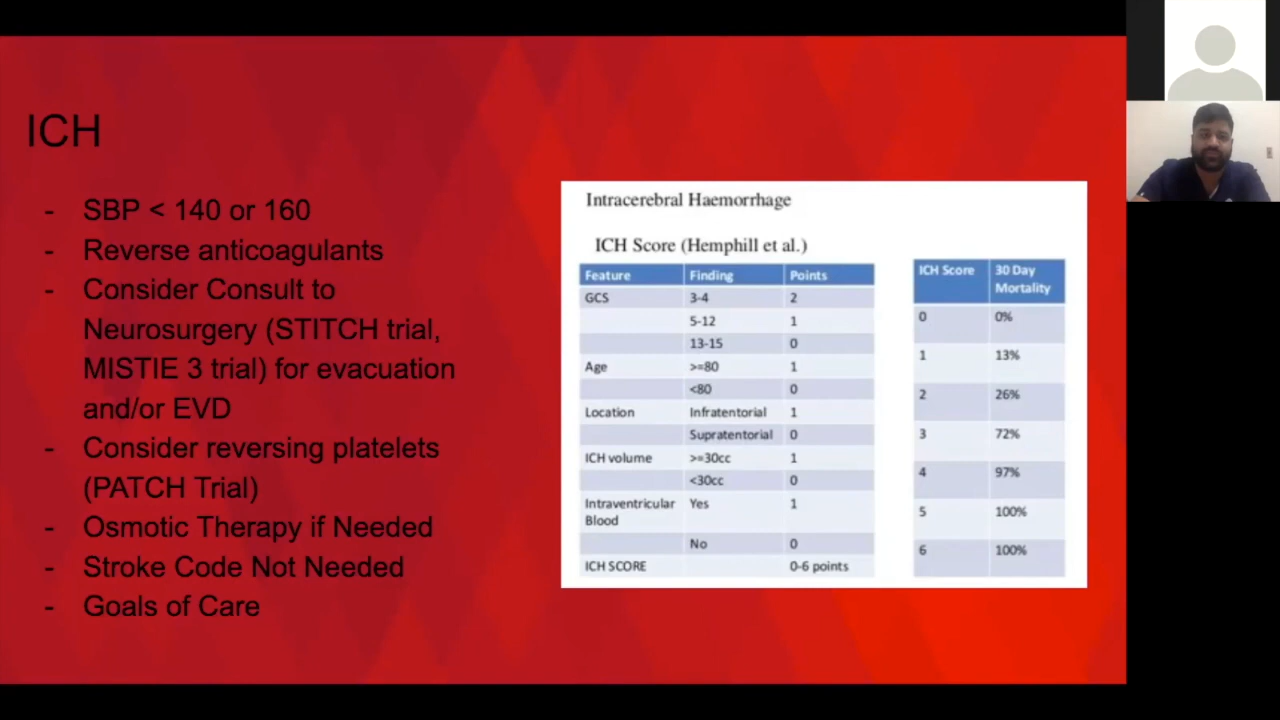 ICH
- SBP < 140 or 160
- Reverse anticoagulants
- Consider Consult to
Neurosurgery (STITCH trial,
MISTIE 3 trial) for evacuation
and/or EVD
- Consider reversing platelets
(PATCH Trial)
- Osmotic Therapy if Needed
- Stroke Code Not Needed
- Goals of Care
Intracerebral Haemorrhage
ICH Score (Hemphill et al.)
Feature Finding Points
GCS 3-4 2
5-12 1
13-15 0
Age >=80 1
<80 0
Location Infratentorial 1
Supratentorial 0
ICH volume >=30cc 1
<30cc 0
Intraventricular Yes 1
Blood
No 0
ICH SCORE 0-6 points
ICH Score 30 Day
Mortality
0 0%
1 13%
2 26%
3 72%
4 97%
5 100%
6 100%